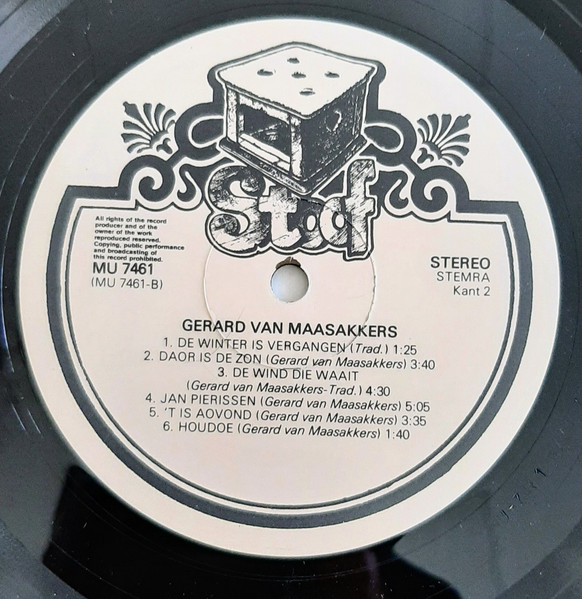 Stoof
All rights of the record
producer and of the
owner of the work
reproduced reserved.
Copying, public performance
and broadcasting of
this record prohibited.
MU 7461
(MU 7461-B)
STEREO
STEMRA
Kant 2
GERARD VAN MAASAKKERS
1. DE WINTER IS VERGANGEN (Trad.) 1:25
2. DAOR IS DE ZON (Gerard van Maasakkers) 3:40
3. DE WIND DIE WAAIT
(Gerard van Maasakkers-Trad.) 4:30
4. JAN PIERISSEN (Gerard van Maasakkers) 5:05
5. 'T IS AOVOND (Gerard van Maasakkers) 3:35
6. HOUDOE (Gerard van Maasakkers) 1:40